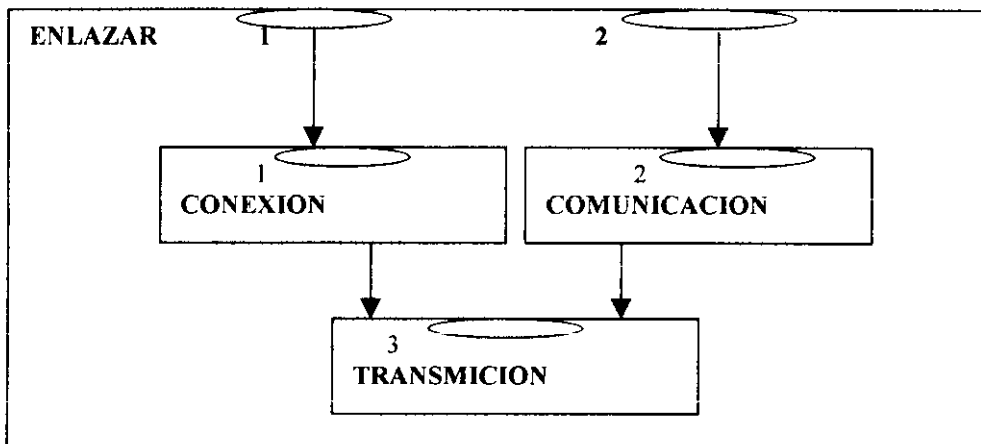 ENLAZAR 1 2
1
CONEXION
2
COMUNICACION
3
TRANSMICION